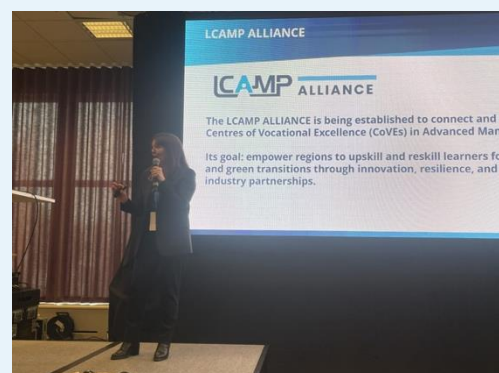 LCAMP ALLIANCE
LCAMP ALLIANCE
The LCAMP ALLIANCE is being established to connect and
Centres of Vocational Excellence (CoVEs) in Advanced Man
Its goal: empower regions to upskill and reskill learners fo
and green transitions through innovation, resilience, and
industry partnerships.